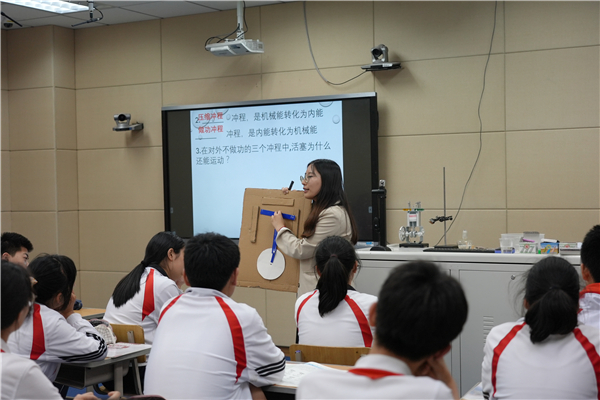 2. 压缩冲程 冲程，是机械能转化为内能
做功冲程 冲程，是内能转化为机械能
3.在对外不做功的三个冲程中,活塞为什么
还能运动？